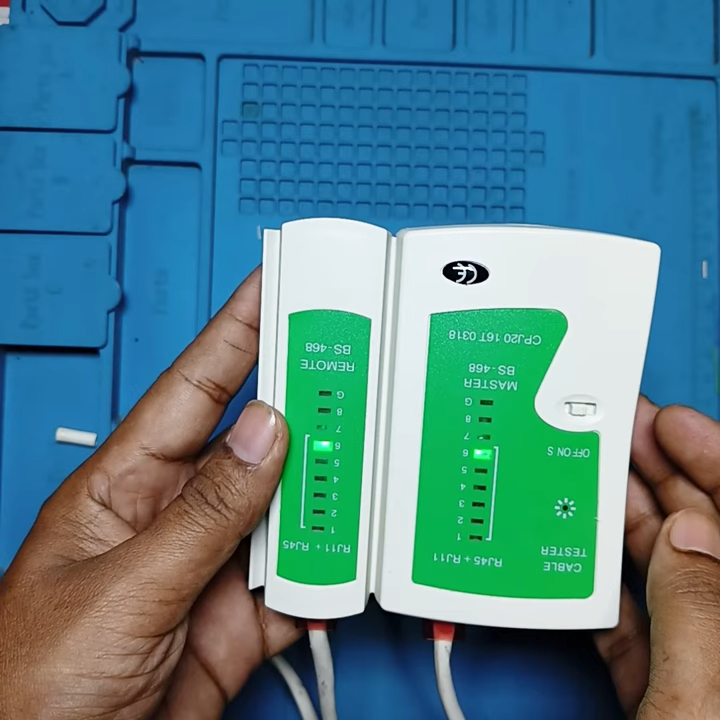 CABLE
TESTER
OFF ON S
RJ45 + RJ11
1
2
3
4
5
6
7
8
G
MASTER
BS-468
CPJ20 16T 0318
RJ11 + RJ45
1
2
3
4
5
6
7
8
G
REMOTE
BS-468